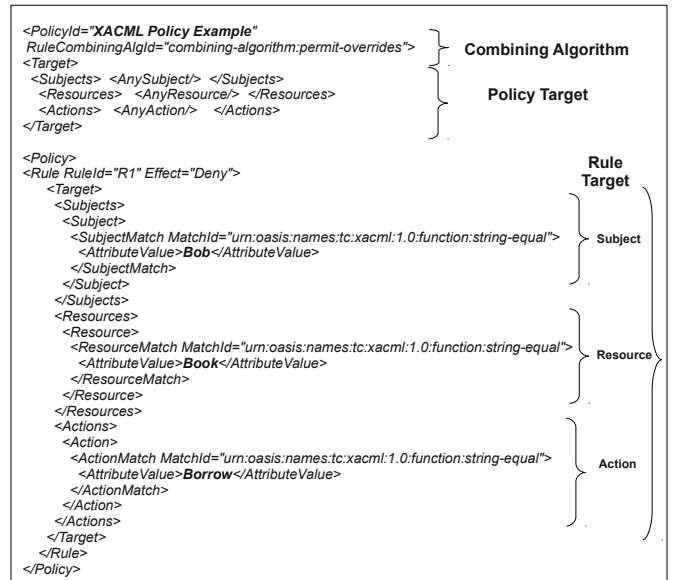 <PolicyId="XACML Policy Example"
RuleCombiningAlgId="combining-algorithm:permit-overrides">
Combining Algorithm
<Target>
<Subjects> <AnySubject/> </Subjects>
<Resources> <AnyResource/> </Resources>
Policy Target
<Actions> <AnyAction/> </Actions>
</Target>
<Policy>
<Rule RuleId="R1" Effect="Deny">
Rule
Target
<Target>
<Subjects>
<Subject>
<SubjectMatch MatchId="urn:oasis:names:tc:xacml:1.0:function:string-equal">
Subject
<AttributeValue>Bob</AttributeValue>
</SubjectMatch>
</Subject>
</Subjects>
<Resources>
<Resource>
<ResourceMatch MatchId="urn:oasis:names:tc:xacml:1.0:function:string-equal">
Resource
<AttributeValue>Book</AttributeValue>
</ResourceMatch>
</Resource>
</Resources>
<Actions>
<Action>
<ActionMatch MatchId="urn:oasis:names:tc:xacml:1.0:function:string-equal">
Action
<AttributeValue>Borrow</AttributeValue>
</ActionMatch>
</Action>
</Actions>
</Target>
</Rule>
</Policy>